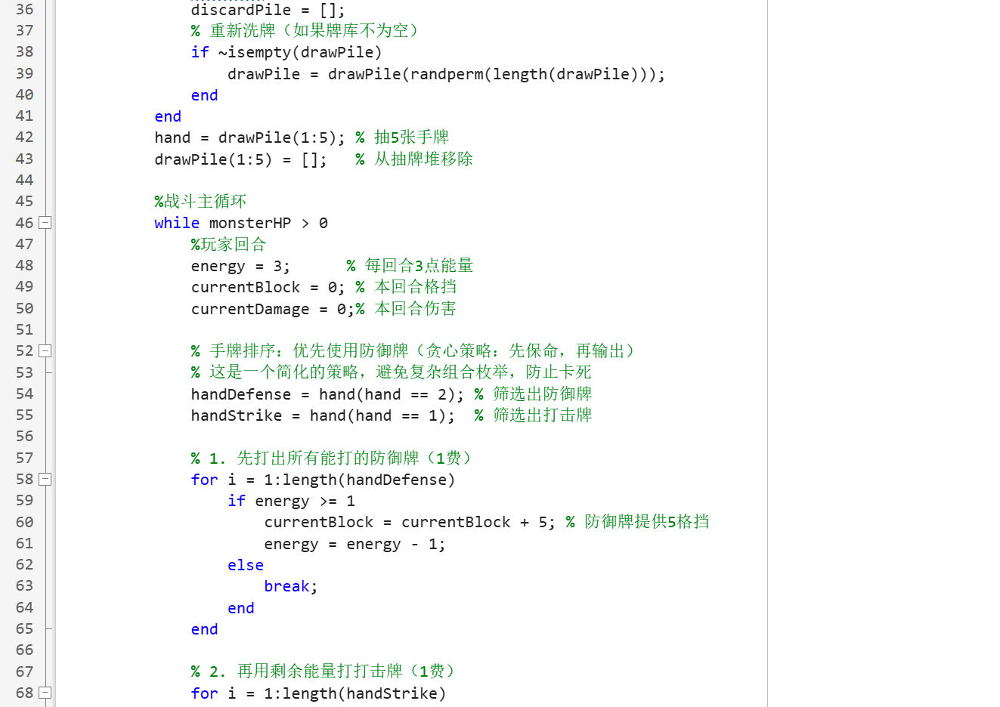 36 discardPile = [];
37 % 重新洗牌（如果牌库不为空）
38 if ~isempty(drawPile)
39 drawPile = drawPile(randperm(length(drawPile)));
40 end
41 end
42 hand = drawPile(1:5); % 抽5张手牌
43 drawPile(1:5) = []; % 从抽牌堆移除
44
45 %战斗主循环
46 while monsterHP > 0
47 %玩家回合
48 energy = 3; % 每回合3点能量
49 currentBlock = 0; % 本回合格挡
50 currentDamage = 0;% 本回合伤害
51
52 % 手牌排序：优先使用防御牌（贪心策略：先保命，再输出）
53 % 这是一个简化的策略，避免复杂组合枚举，防止卡死
54 handDefense = hand(hand == 2); % 筛选出防御牌
55 handStrike = hand(hand == 1); % 筛选出打击牌
56
57 % 1. 先打出所有能打的防御牌（1费）
58 for i = 1:length(handDefense)
59 if energy >= 1
60 currentBlock = currentBlock + 5; % 防御牌提供5格挡
61 energy = energy - 1;
62 else
63 break;
64 end
65 end
66
67 % 2. 再用剩余能量打打击牌（1费）
68 for i = 1:length(handStrike)